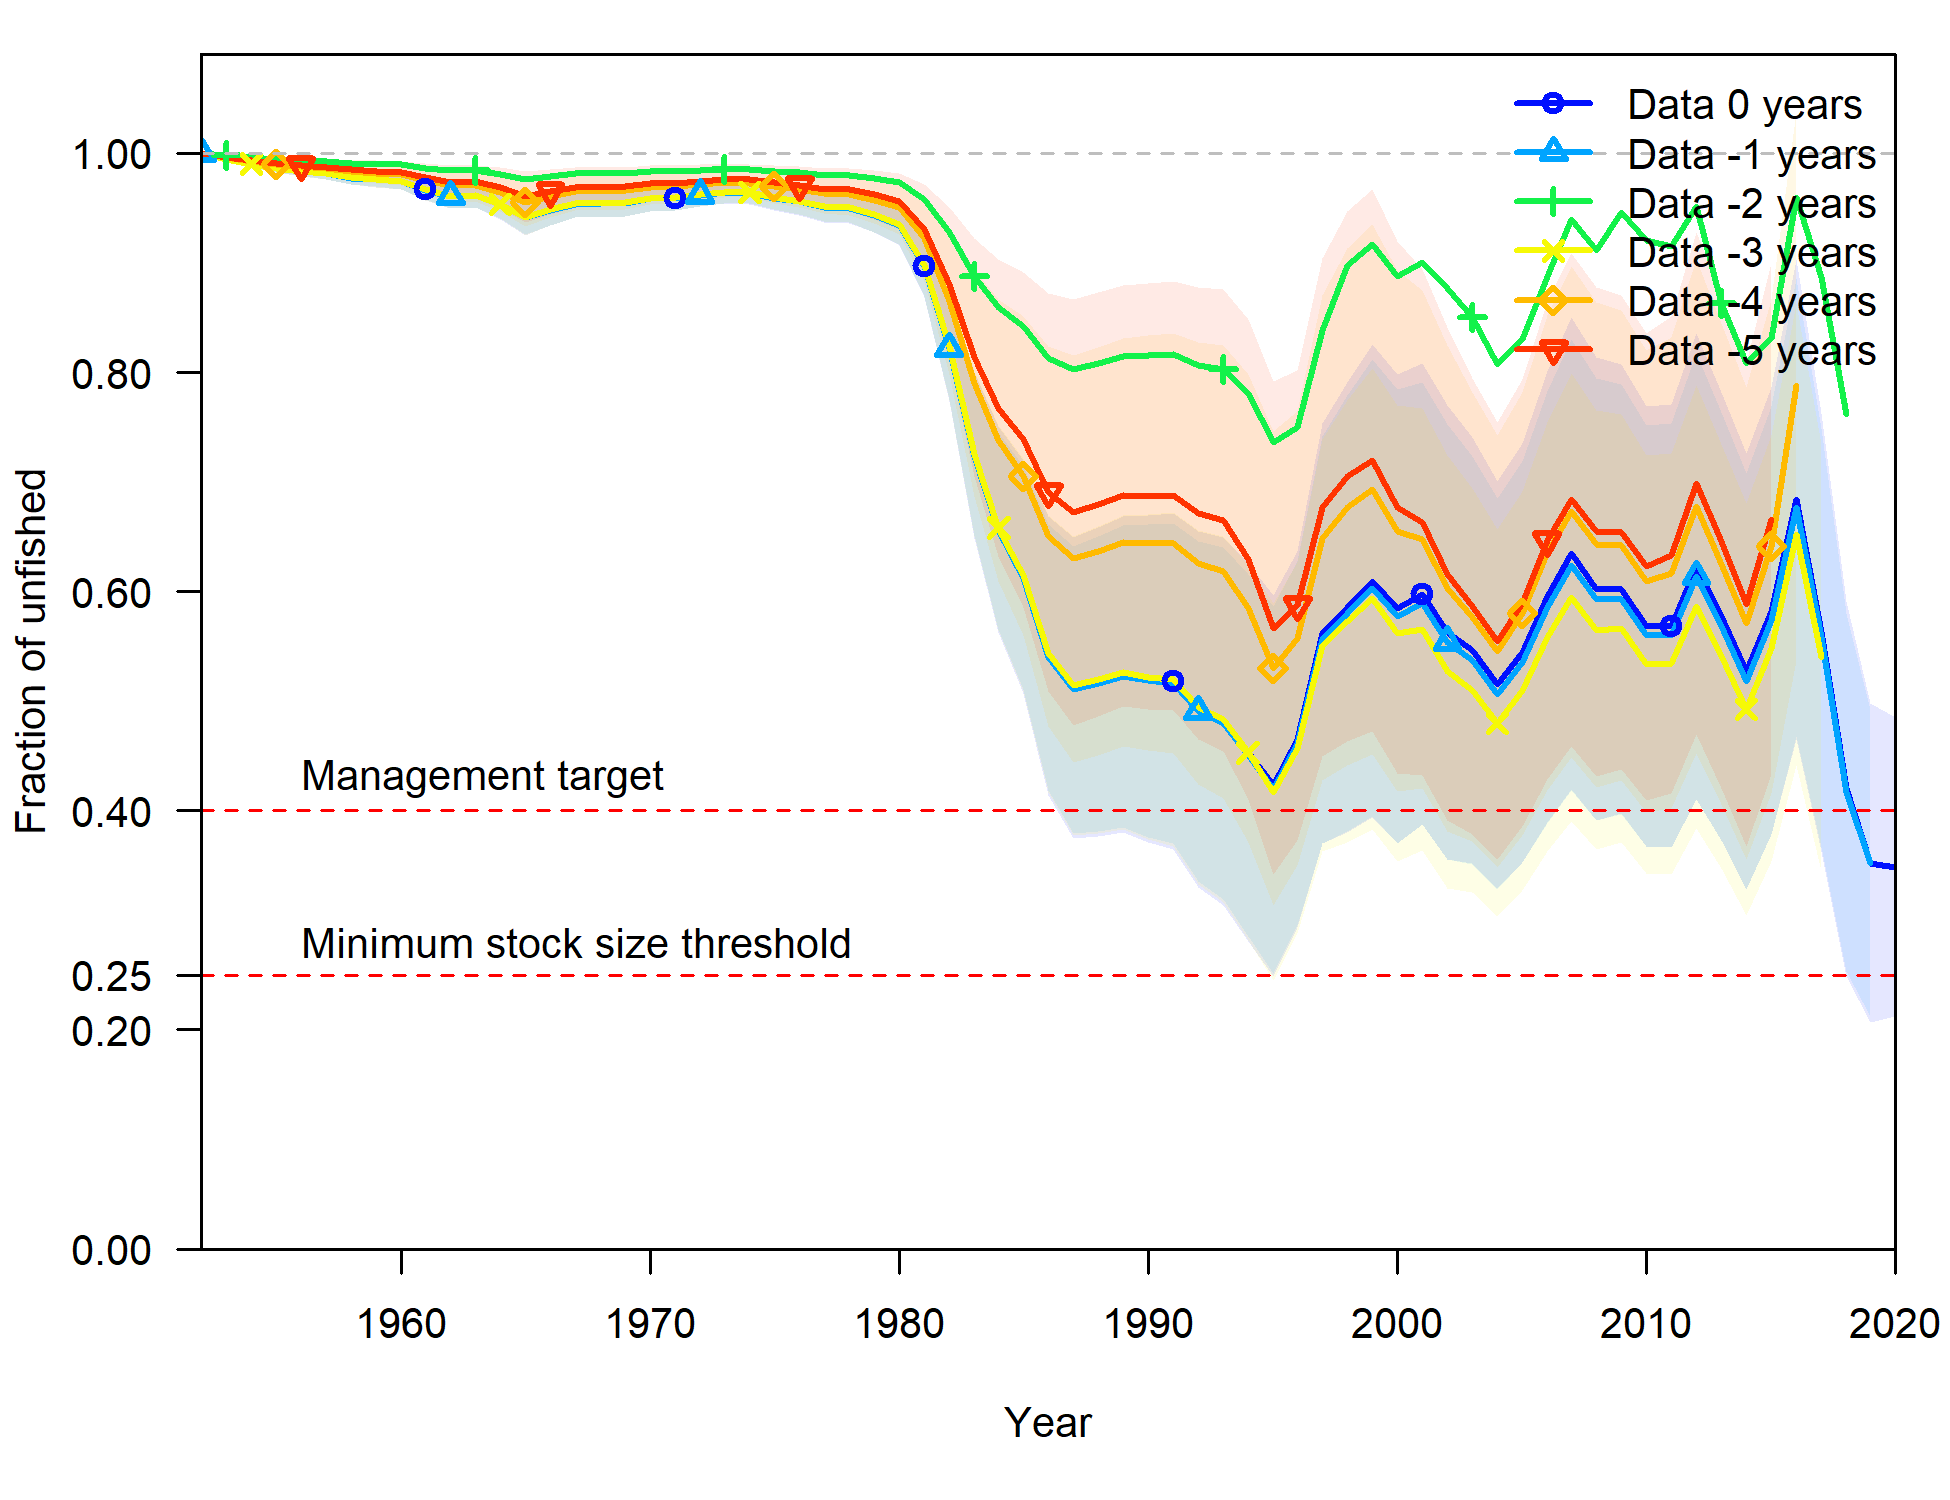 Data 0 years
Data -1 years
Data -2 years
Data -3 years
Data -4 years
Data -5 years
1.00
0.80
0.60
0.40
0.25
0.20
0.00
Fraction of unfished
Management target
Minimum stock size threshold
1960 1970 1980 1990 2000 2010 2020
Year